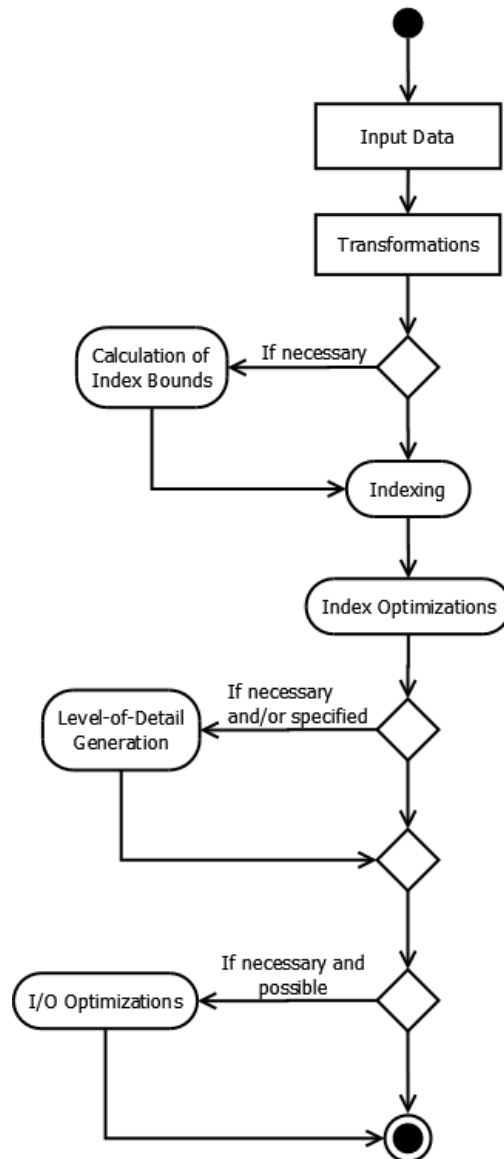 Input Data
Transformations
If necessary
Calculation of
Index Bounds
Indexing
Index Optimizations
If necessary
and/or specified
Level-of-Detail
Generation
If necessary and
possible
I/O Optimizations